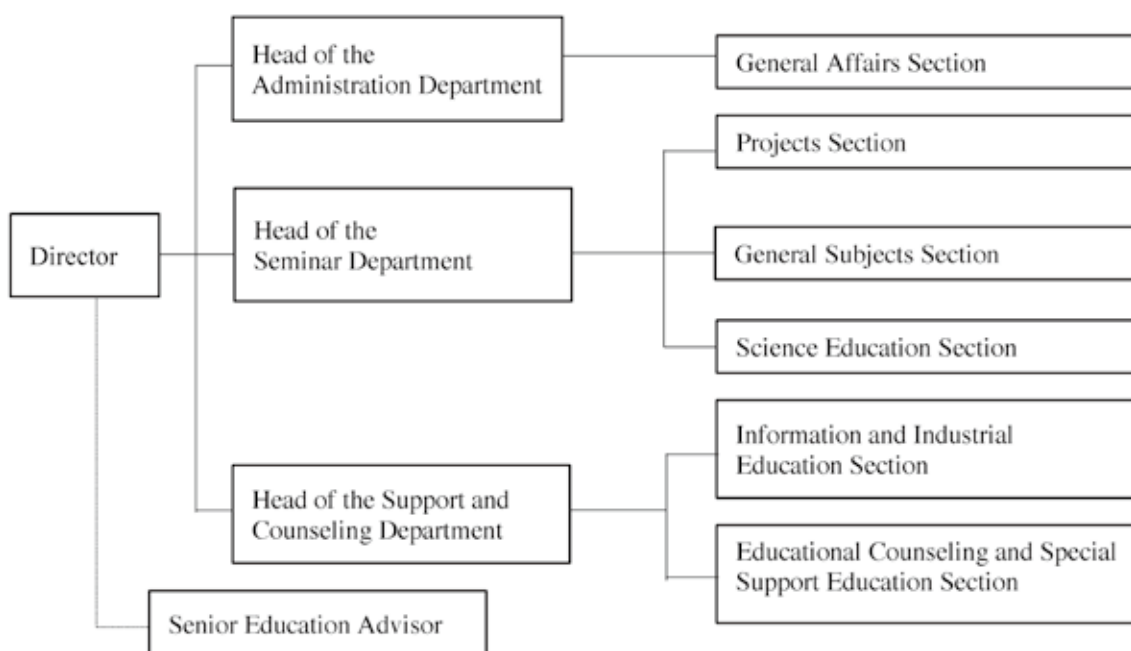 Head of the
Administration Department
General Affairs Section
Projects Section
Director
Head of the
Seminar Department
General Subjects Section
Science Education Section
Head of the Support and
Counseling Department
Information and Industrial
Education Section
Educational Counseling and Special
Support Education Section
Senior Education Advisor